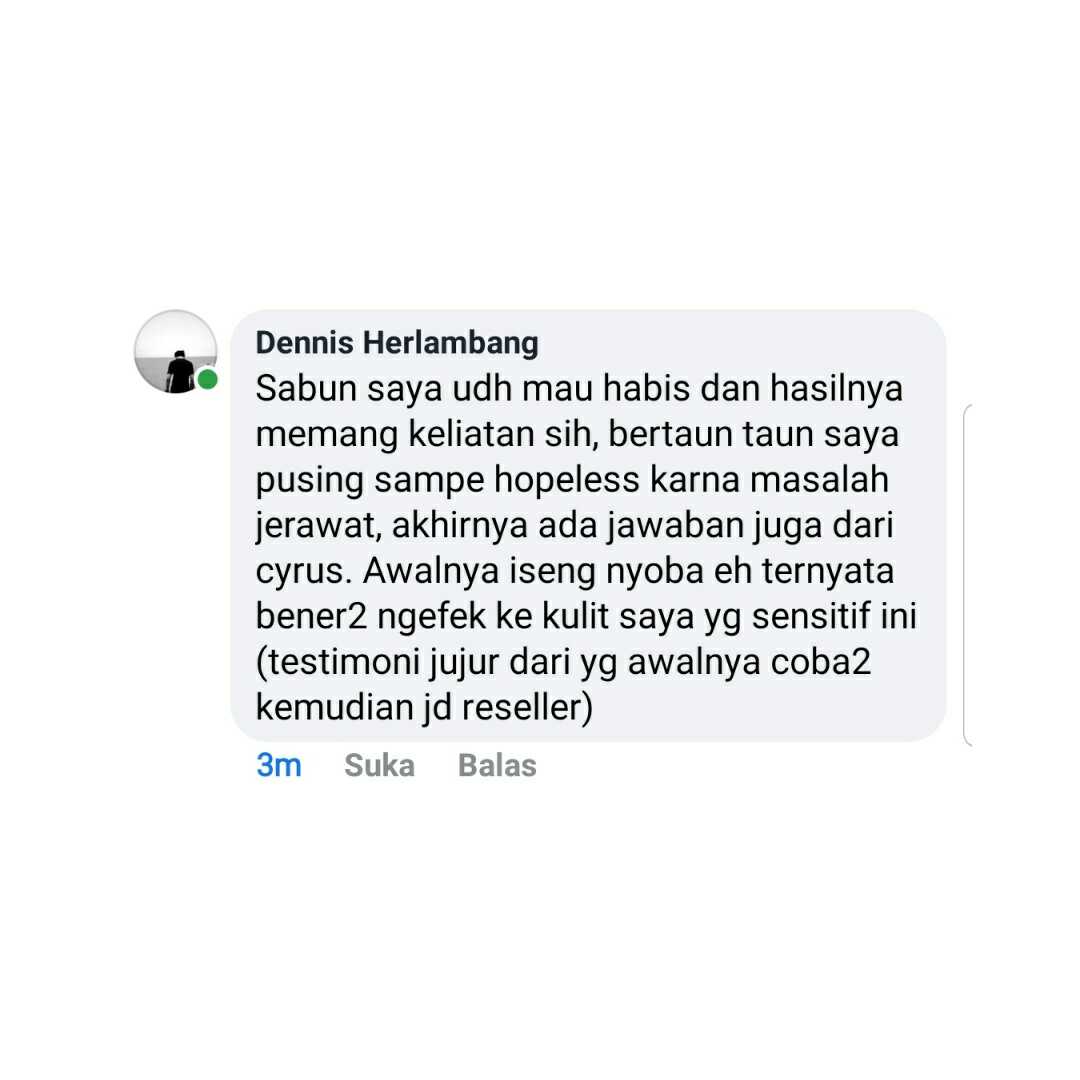 Dennis Herlambang
Sabun saya udh mau habis dan hasilnya
memang keliatan sih, bertaun taun saya
pusing sampe hopeless karna masalah
jerawat, akhirnya ada jawaban juga dari
cyrus. Awalnya iseng nyoba eh ternyata
bener2 ngefek ke kulit saya yg sensitif ini
(testimoni jujur dari yg awalnya coba2
kemudian jd reseller)
3m Suka Balas